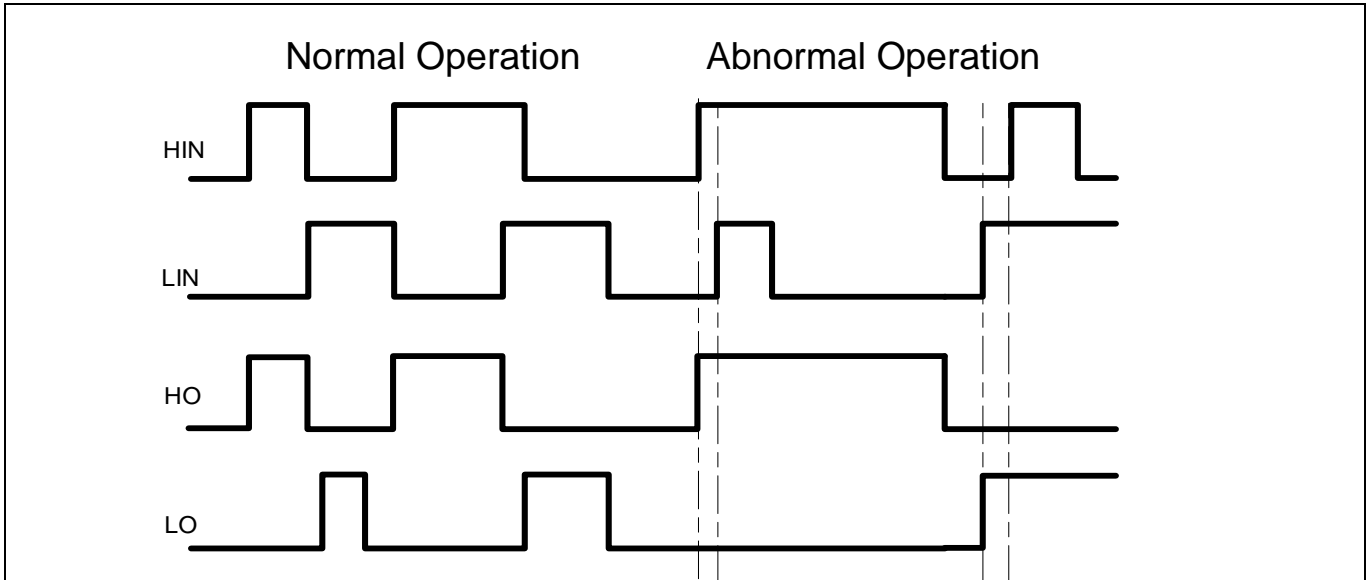 Normal Operation
Abnormal Operation
HIN
LIN
HO
LO